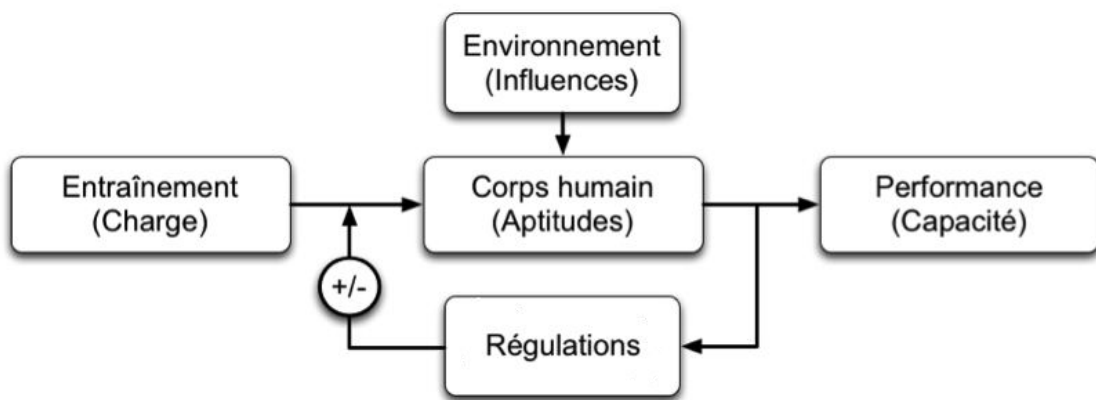 Environnement
(Influences)
Entraînement
(Charge)
Corps humain
(Aptitudes)
Performance
(Capacité)
+/-
Régulations